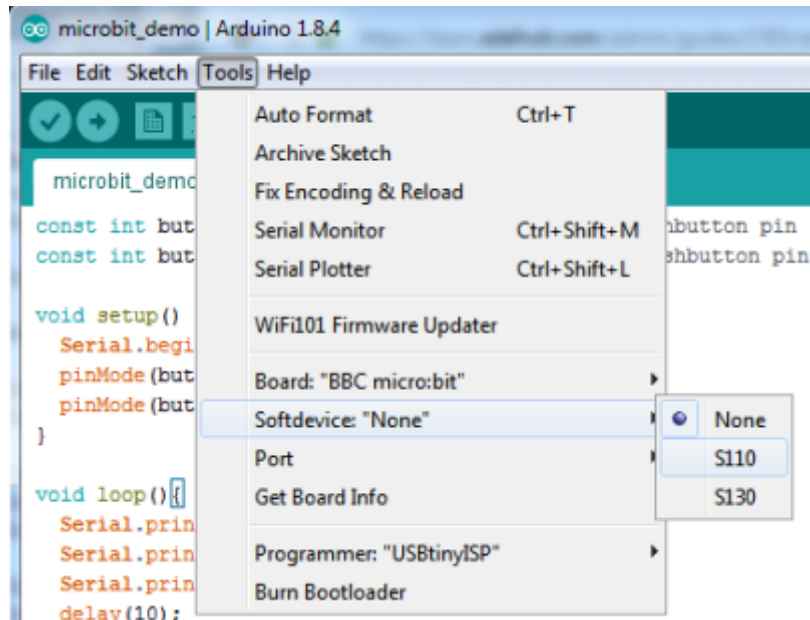 microbit_demo | Arduino 1.8.4
File Edit Sketch Tools Help
microbit_demo
Auto Format Ctrl+T
Archive Sketch
Fix Encoding & Reload
Serial Monitor Ctrl+Shift+M
Serial Plotter Ctrl+Shift+L
WiFi101 Firmware Updater
Board: "BBC micro:bit"
Softdevice: "None"
Port
Get Board Info
Programmer: "USBtinyISP"
Burn Bootloader
None
S110
S130
const int but hbutton pin
const int but shbutton pin
void setup()
Serial.begi
pinMode(but
pinMode(but
}
void loop(){
Serial.prin
Serial.prin
Serial.prin
delay(10);